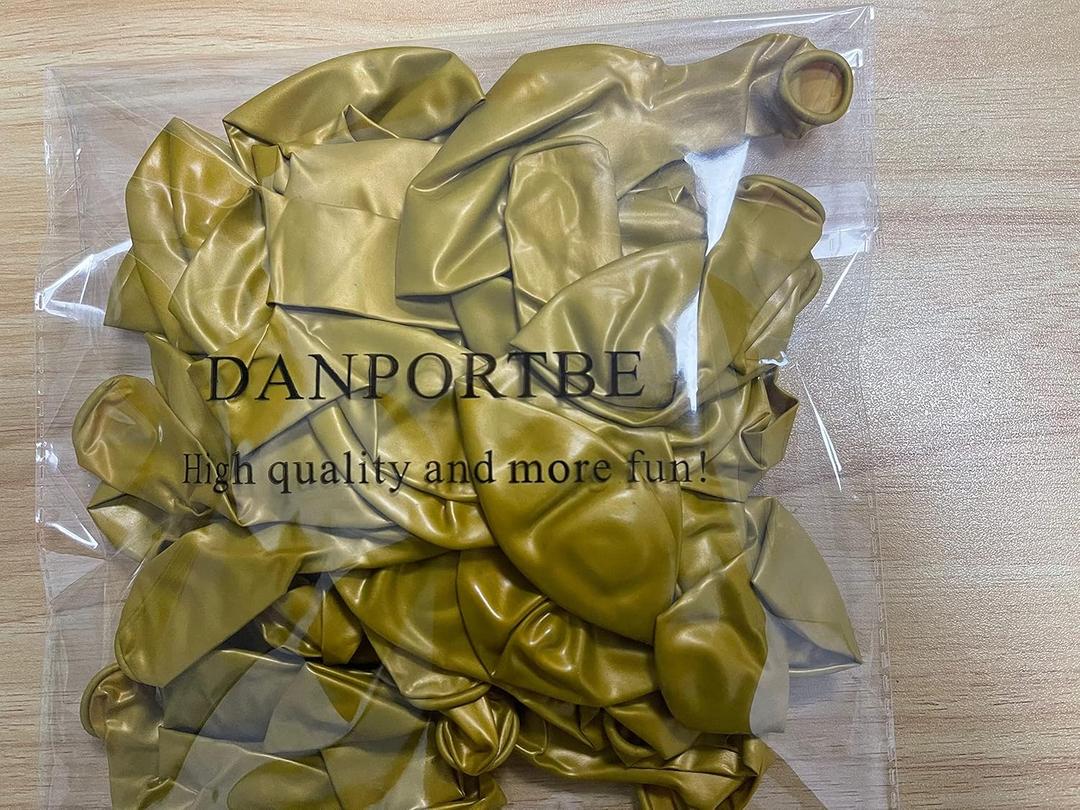 DANPORTBE
High quality and more fun!